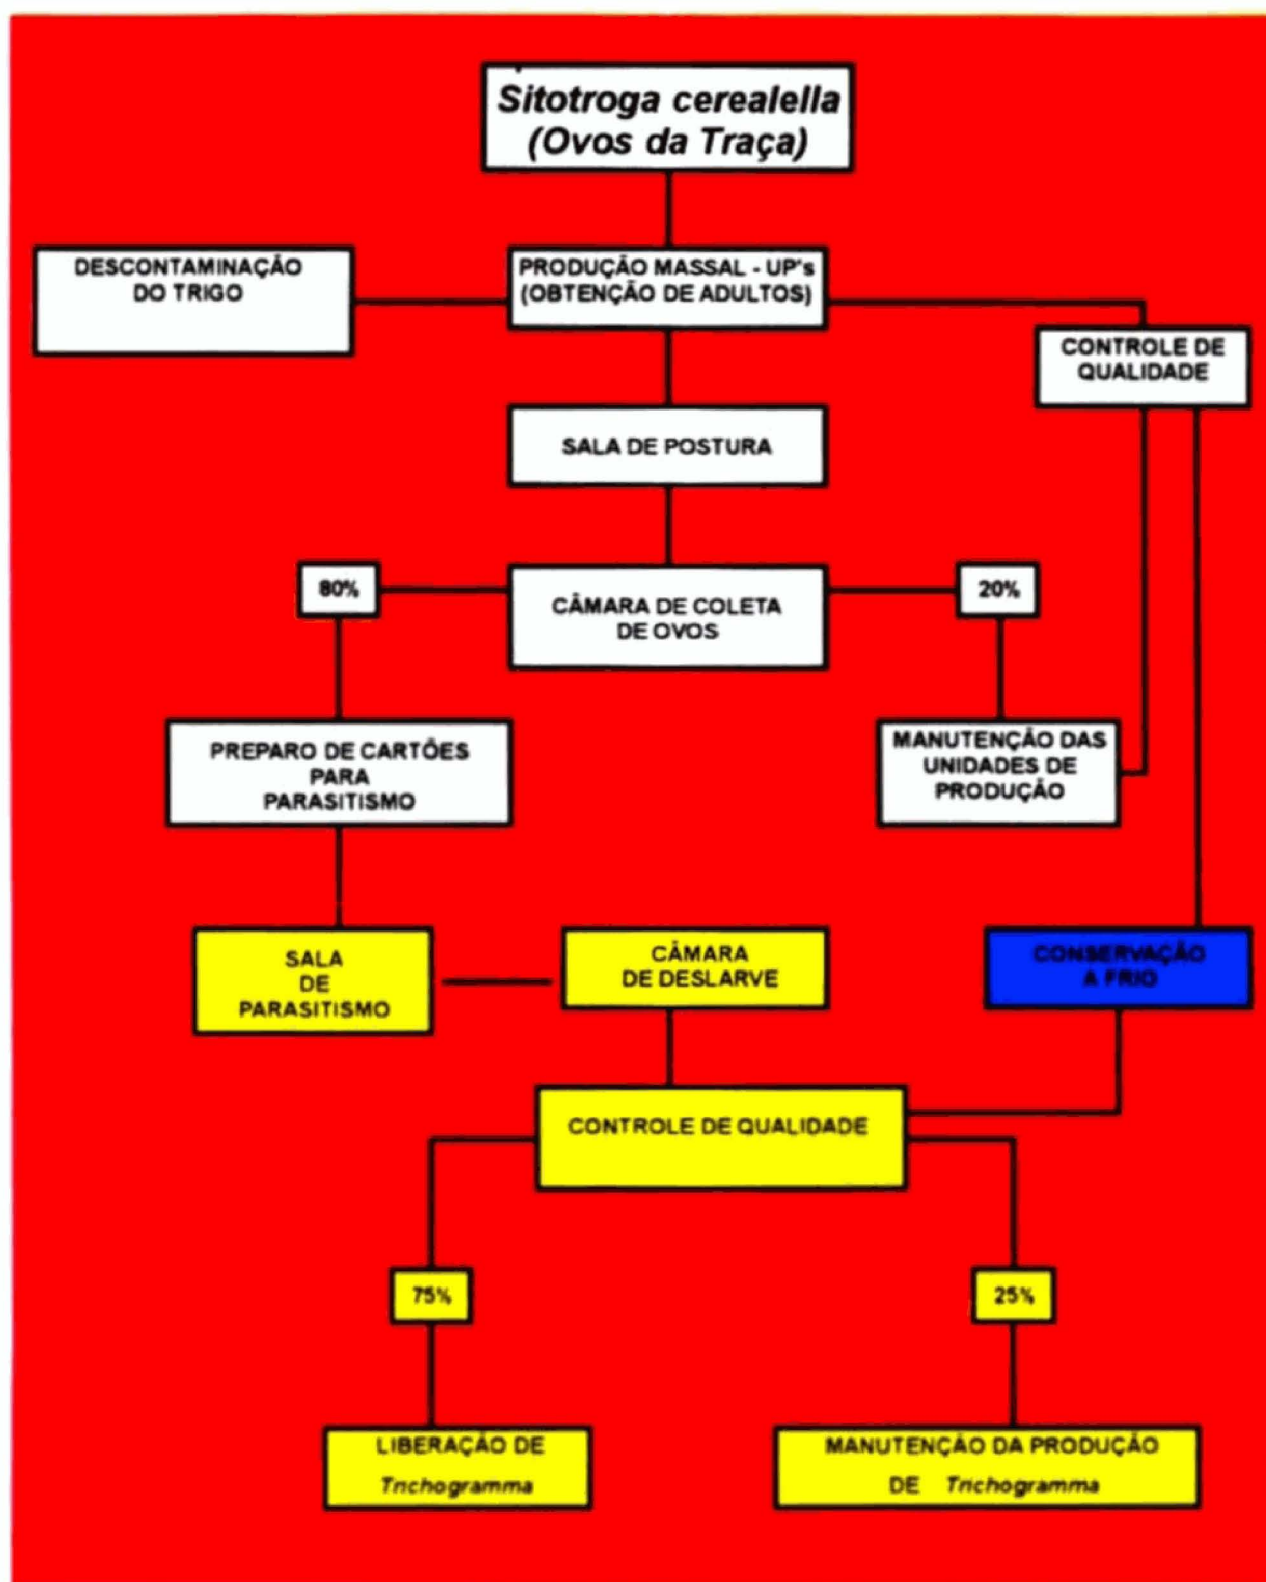 Sitotroga cerealella
(Ovos da Traça)
DESCONTAMINAÇÃO
DO TRIGO
PRODUÇÃO MASSAL - UP's
(OBTENÇÃO DE ADULTOS)
CONTROLE DE
QUALIDADE
SALA DE POSTURA
80%
CÂMARA DE COLETA
DE OVOS
20%
PREPARO DE CARTÕES
PARA
PARASITISMO
MANUTENÇÃO DAS
UNIDADES DE
PRODUÇÃO
SALA
DE
PARASITISMO
CÂMARA
DE DESLARVE
CONSERVAÇÃO
A FRIO
CONTROLE DE QUALIDADE
75%
25%
LIBERAÇÃO DE
Trichogramma
MANUTENÇÃO DA PRODUÇÃO
DE Trichogramma